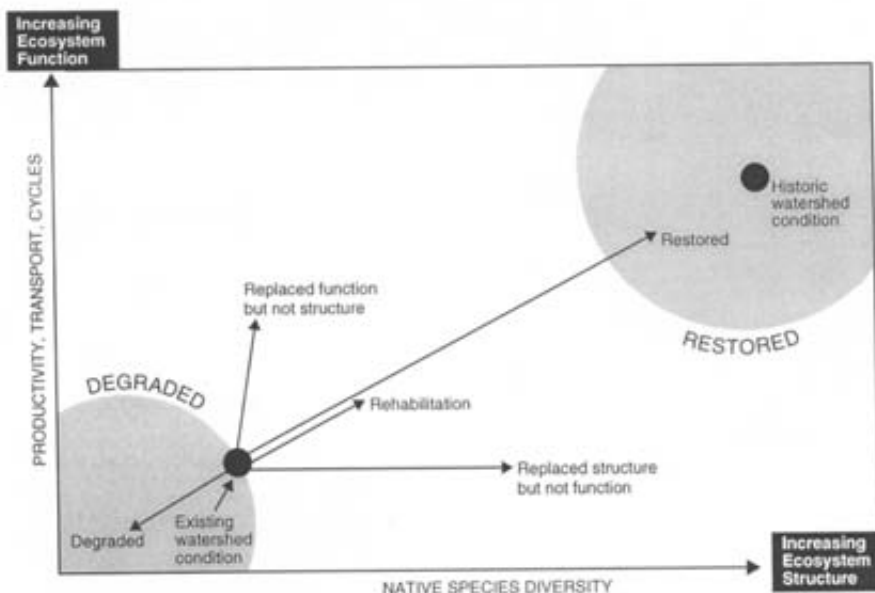 Increasing
Ecosystem
Function
PRODUCTIVITY, TRANSPORT, CYCLES
Historic
watershed
condition
Restored
RESTORED
Replaced function
but not structure
DEGRADED
Rehabilitation
Replaced structure
but not function
Degraded
Existing
watershed
condition
NATIVE SPECIES DIVERSITY
Increasing
Ecosystem
Structure